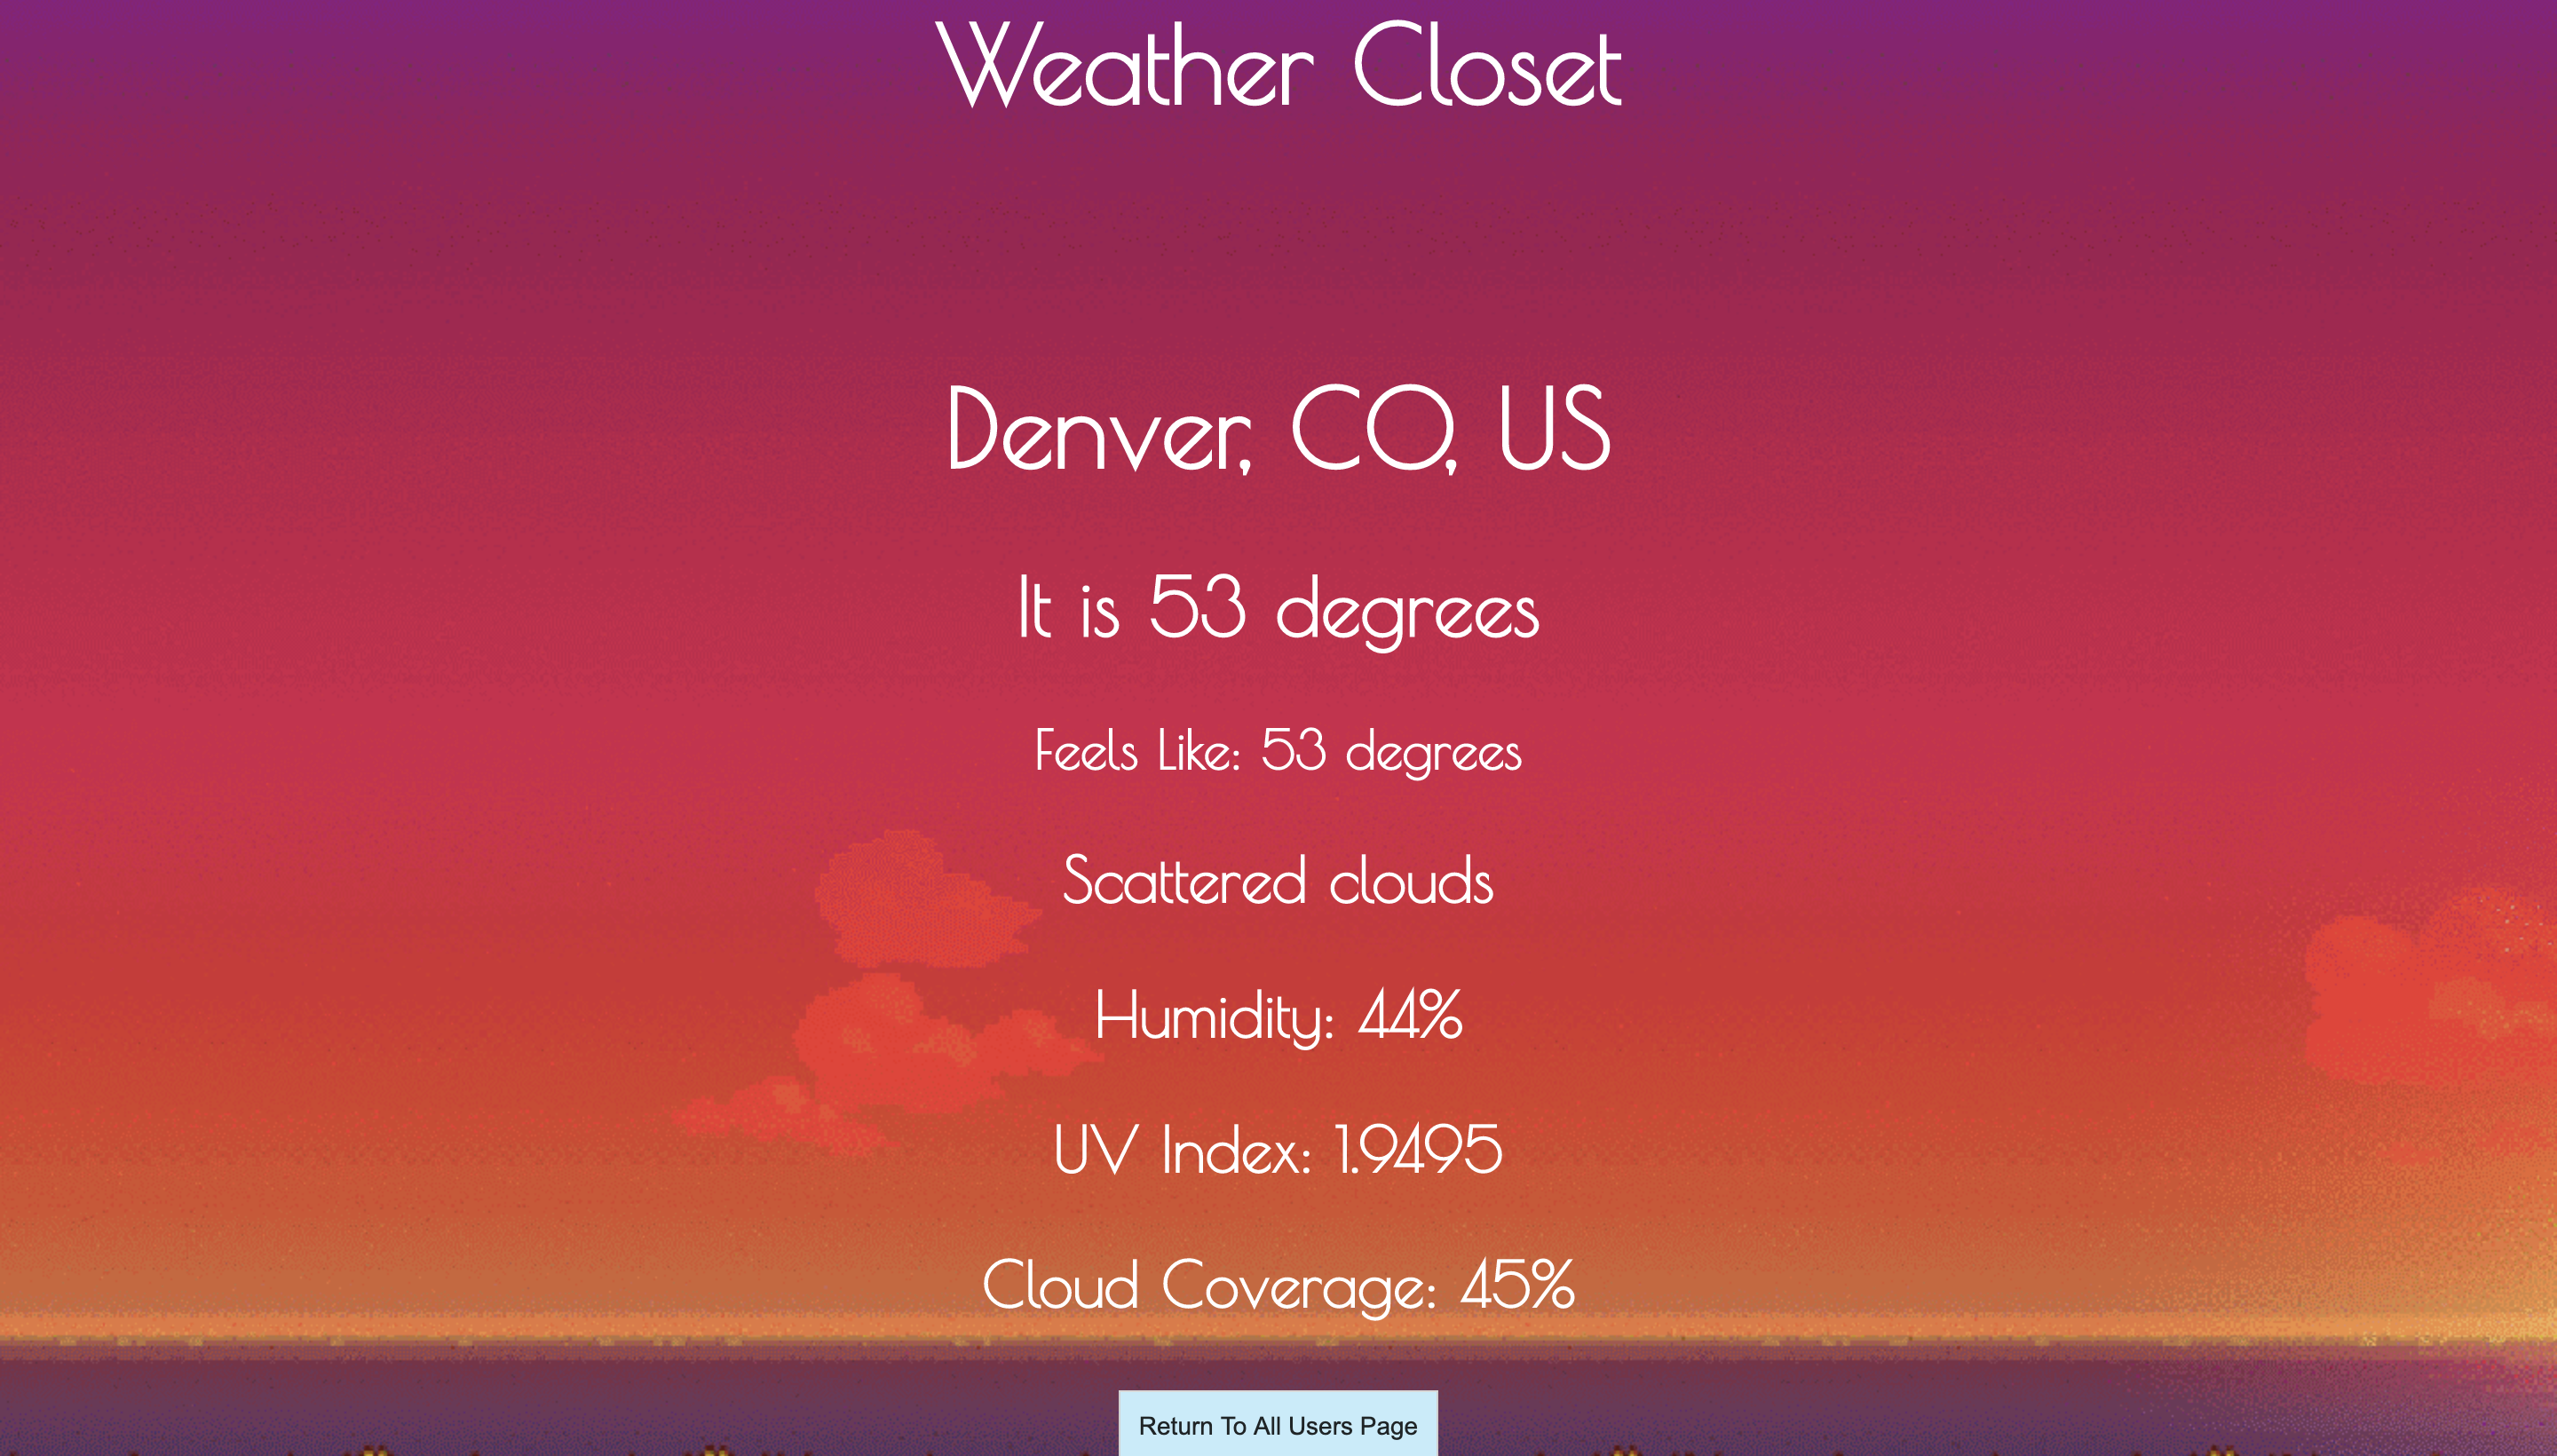 Weather Closet
Denver, CO, US
It is 53 degrees
Feels Like: 53 degrees
Scattered clouds
Humidity: 44%
UV Index: 1.9495
Cloud Coverage: 45%
Return To All Users Page